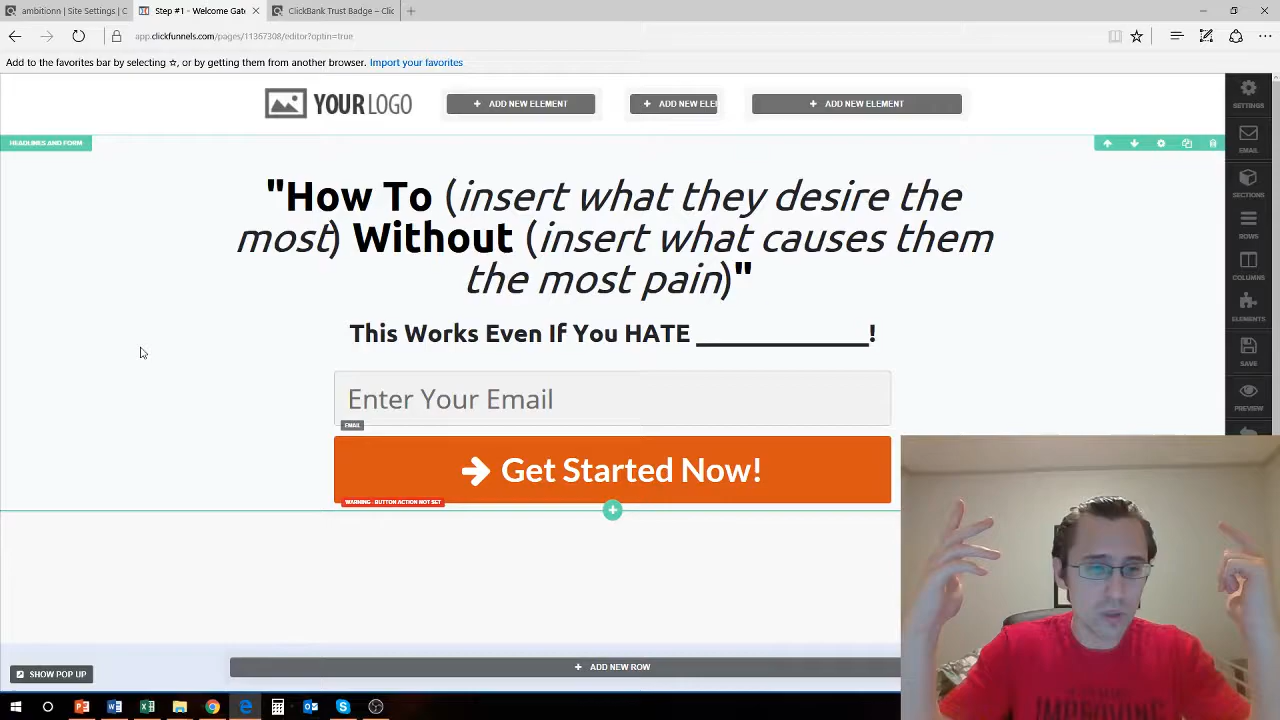 ambitionn | Site Settings | C
Step #1 - Welcome Gate
ClickBank Trust Badge – Clic
app.clickfunnels.com/pages/11367308/editor?optin=true
Add to the favorites bar by selecting ☆, or by getting them from another browser. Import your favorites
YOUR LOGO
+ ADD NEW ELEMENT
+ ADD NEW ELE
+ ADD NEW ELEMENT
SETTINGS
HEADLINES AND FORM
EMAIL
"How To (insert what they desire the
most) Without (insert what causes them
the most pain)"
SECTIONS
ROWS
COLUMNS
ELEMENTS
This Works Even If You HATE ______________!
SAVE
Enter Your Email
PREVIEW
EMAIL
Get Started Now!
WARNING - BUTTON ACTION NOT SET
+ ADD NEW ROW
SHOW POP UP
IMPROVING